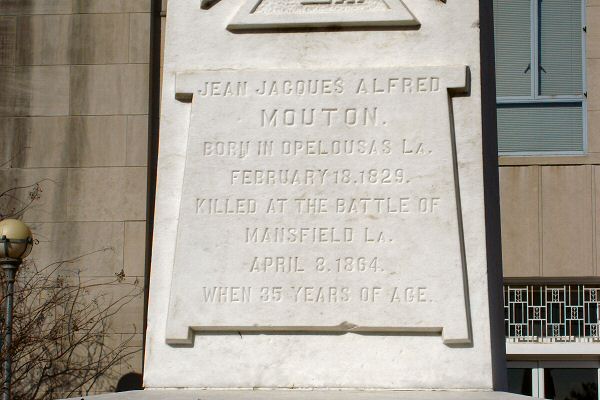 JEAN JACQUES ALFRED
MOUTON.
BORN IN OPELOUSAS LA.
FEBRUARY 18.1829.
KILLED AT THE BATTLE OF
MANSFIELD LA.
APRIL 8.1864.
WHEN 35 YEARS OF AGE.